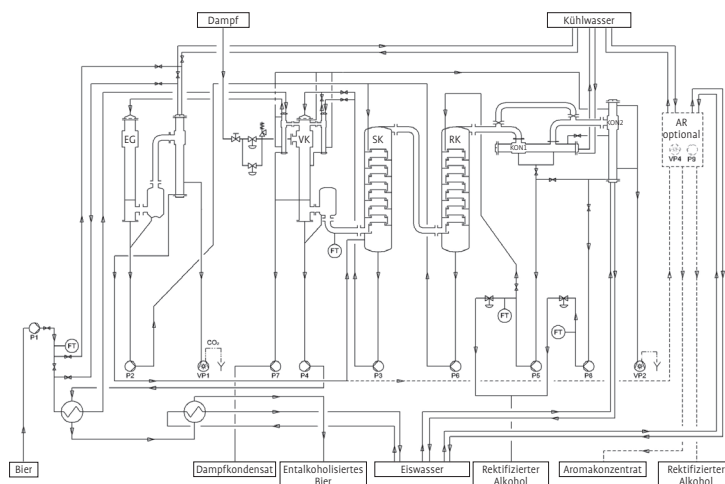 Dampf
Kühlwasser
EG
VK
SK
RK
KON1
KON2
AR
optional
VP4
P9
FT
FT
FT
FT
P1
CO₂
P2
VP1
P7
P4
P3
P6
P5
P8
VP2
Bier
Dampfkondensat
Entalkoholisiertes
Bier
Eiswasser
Rektifizierter
Alkohol
Aromakonzentrat
Rektifizierter
Alkohol